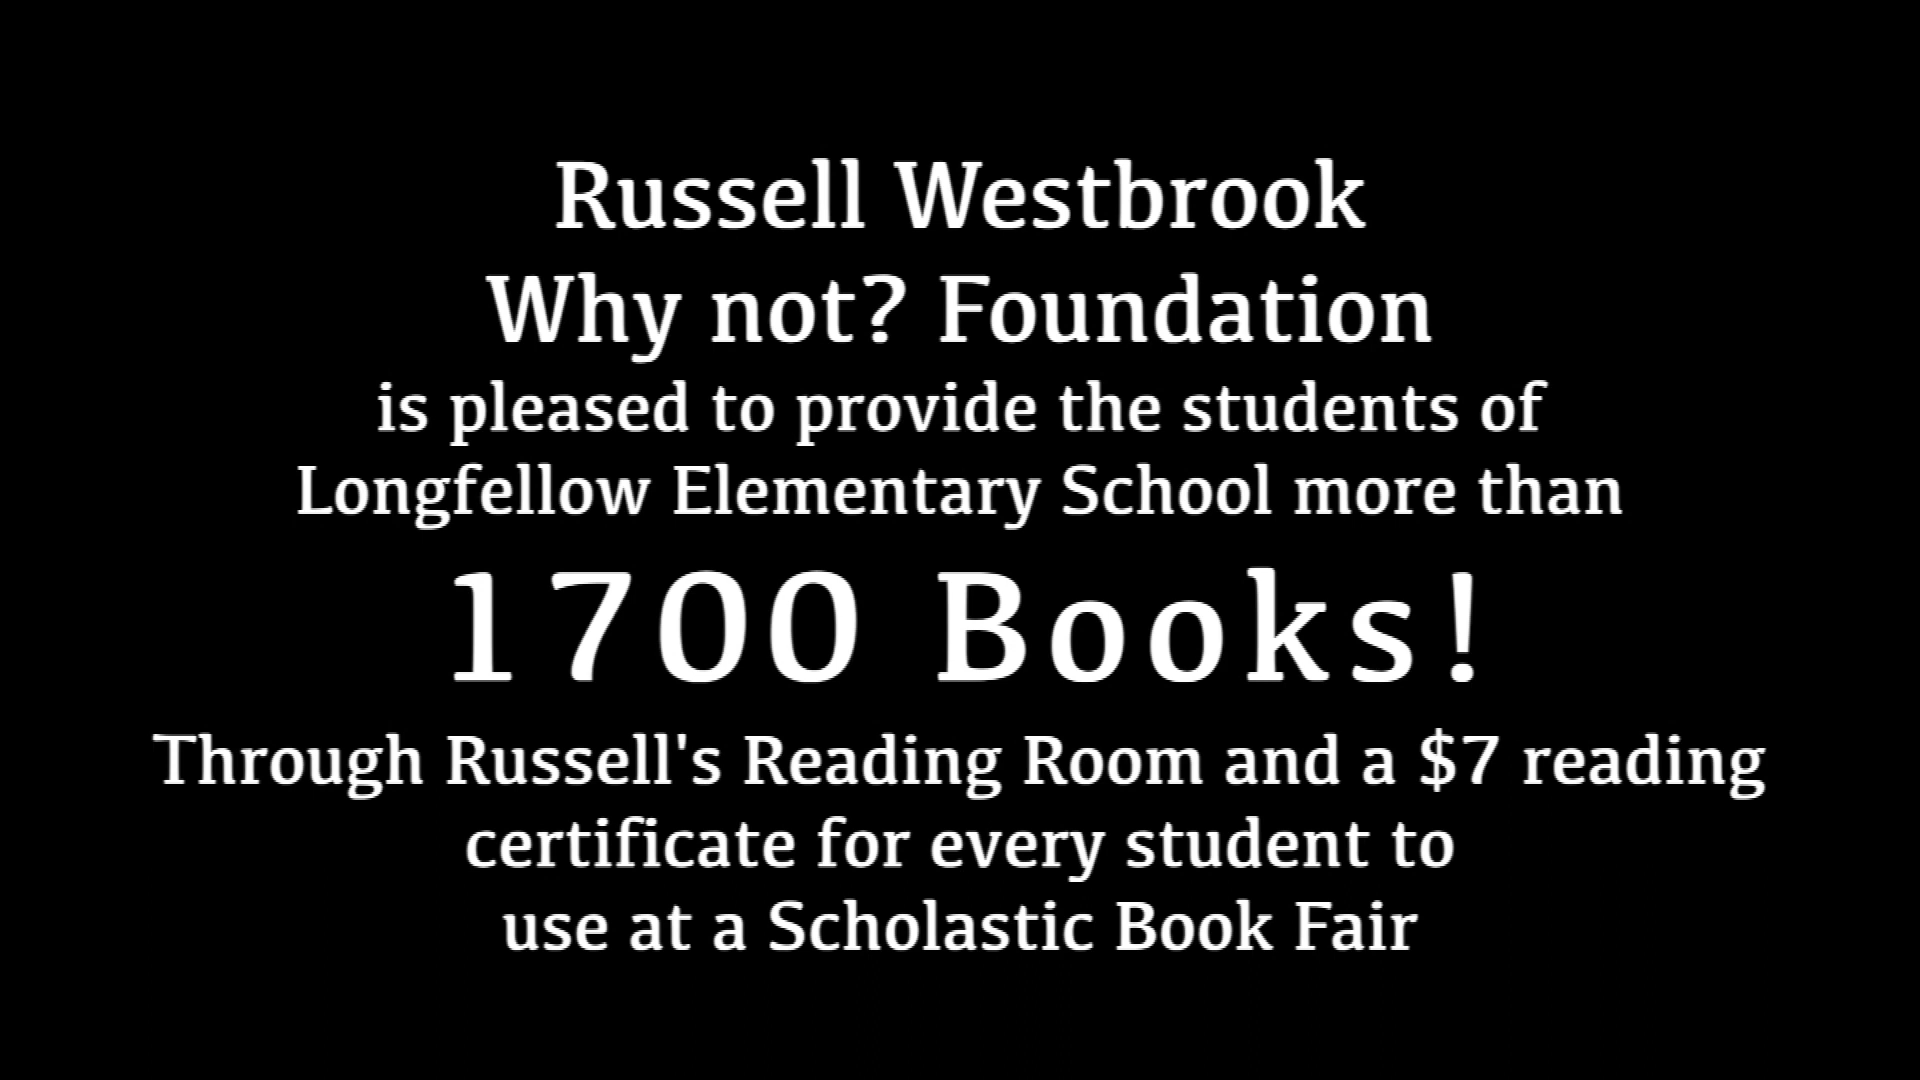 Russell Westbrook
Why not? Foundation
is pleased to provide the students of
Longfellow Elementary School more than
1700 Books!
Through Russell's Reading Room and a $7 reading
certificate for every student to
use at a Scholastic Book Fair